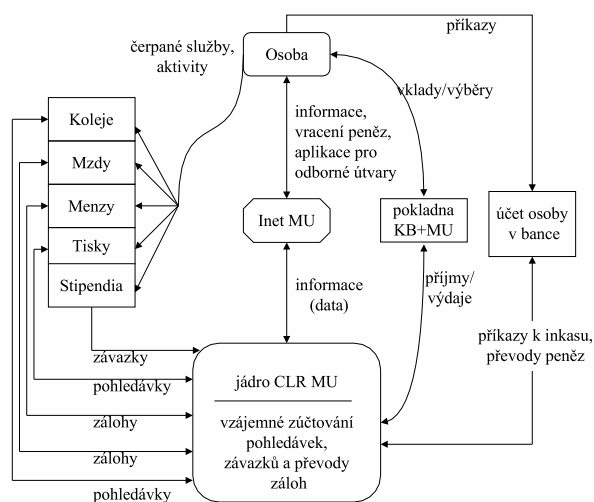 příkazy
čerpané služby,
aktivity
Osoba
vklady/výběry
informace,
vracení peněz,
aplikace pro
odborné útvary
Koleje
Mzdy
Menzy
Tisky
Stipendia
Inet MU
pokladna
KB+MU
účet osoby
v bance
informace
(data)
příjmy/
výdaje
příkazy k inkasu,
převody peněz
závazky
pohledávky
zálohy
zálohy
pohledávky
jádro CLR MU
vzájemné zúčtování
pohledávek,
závazků a převody
záloh